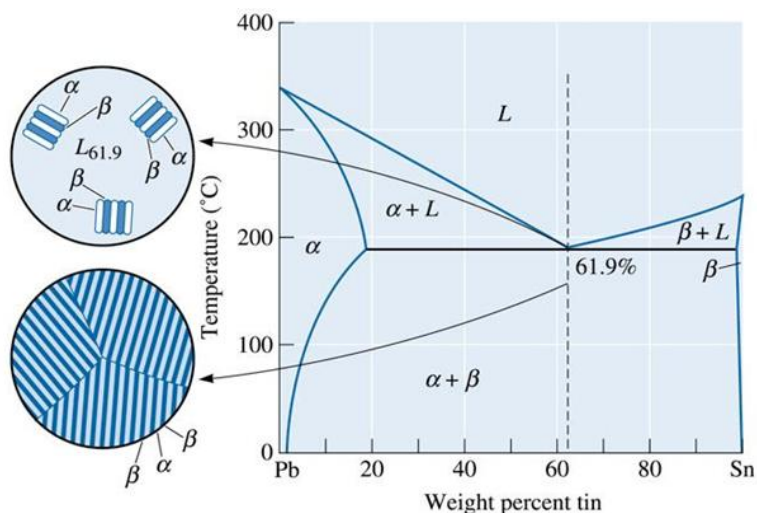 400
300
200
100
0
Temperature (°C)
L
α + L
α
β + L
61.9%
β
α + β
Pb
20
40
60
80
Sn
Weight percent tin
α
β
α
β
L61.9
β
α
β
α
β